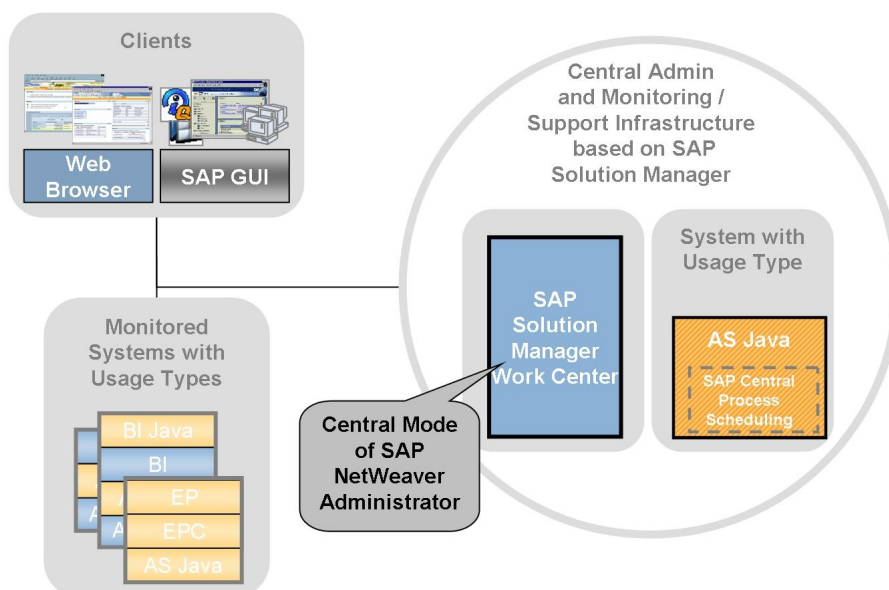 Clients
Web
Browser
SAP GUI
Central Admin
and Monitoring /
Support Infrastructure
based on SAP
Solution Manager
SAP
Solution
Manager
Work Center
System with
Usage Type
AS Java
SAP Central
Process
Scheduling
Central Mode
of SAP
NetWeaver
Administrator
Monitored
Systems with
Usage Types
BI Java
BI
EP
EPC
AS Java